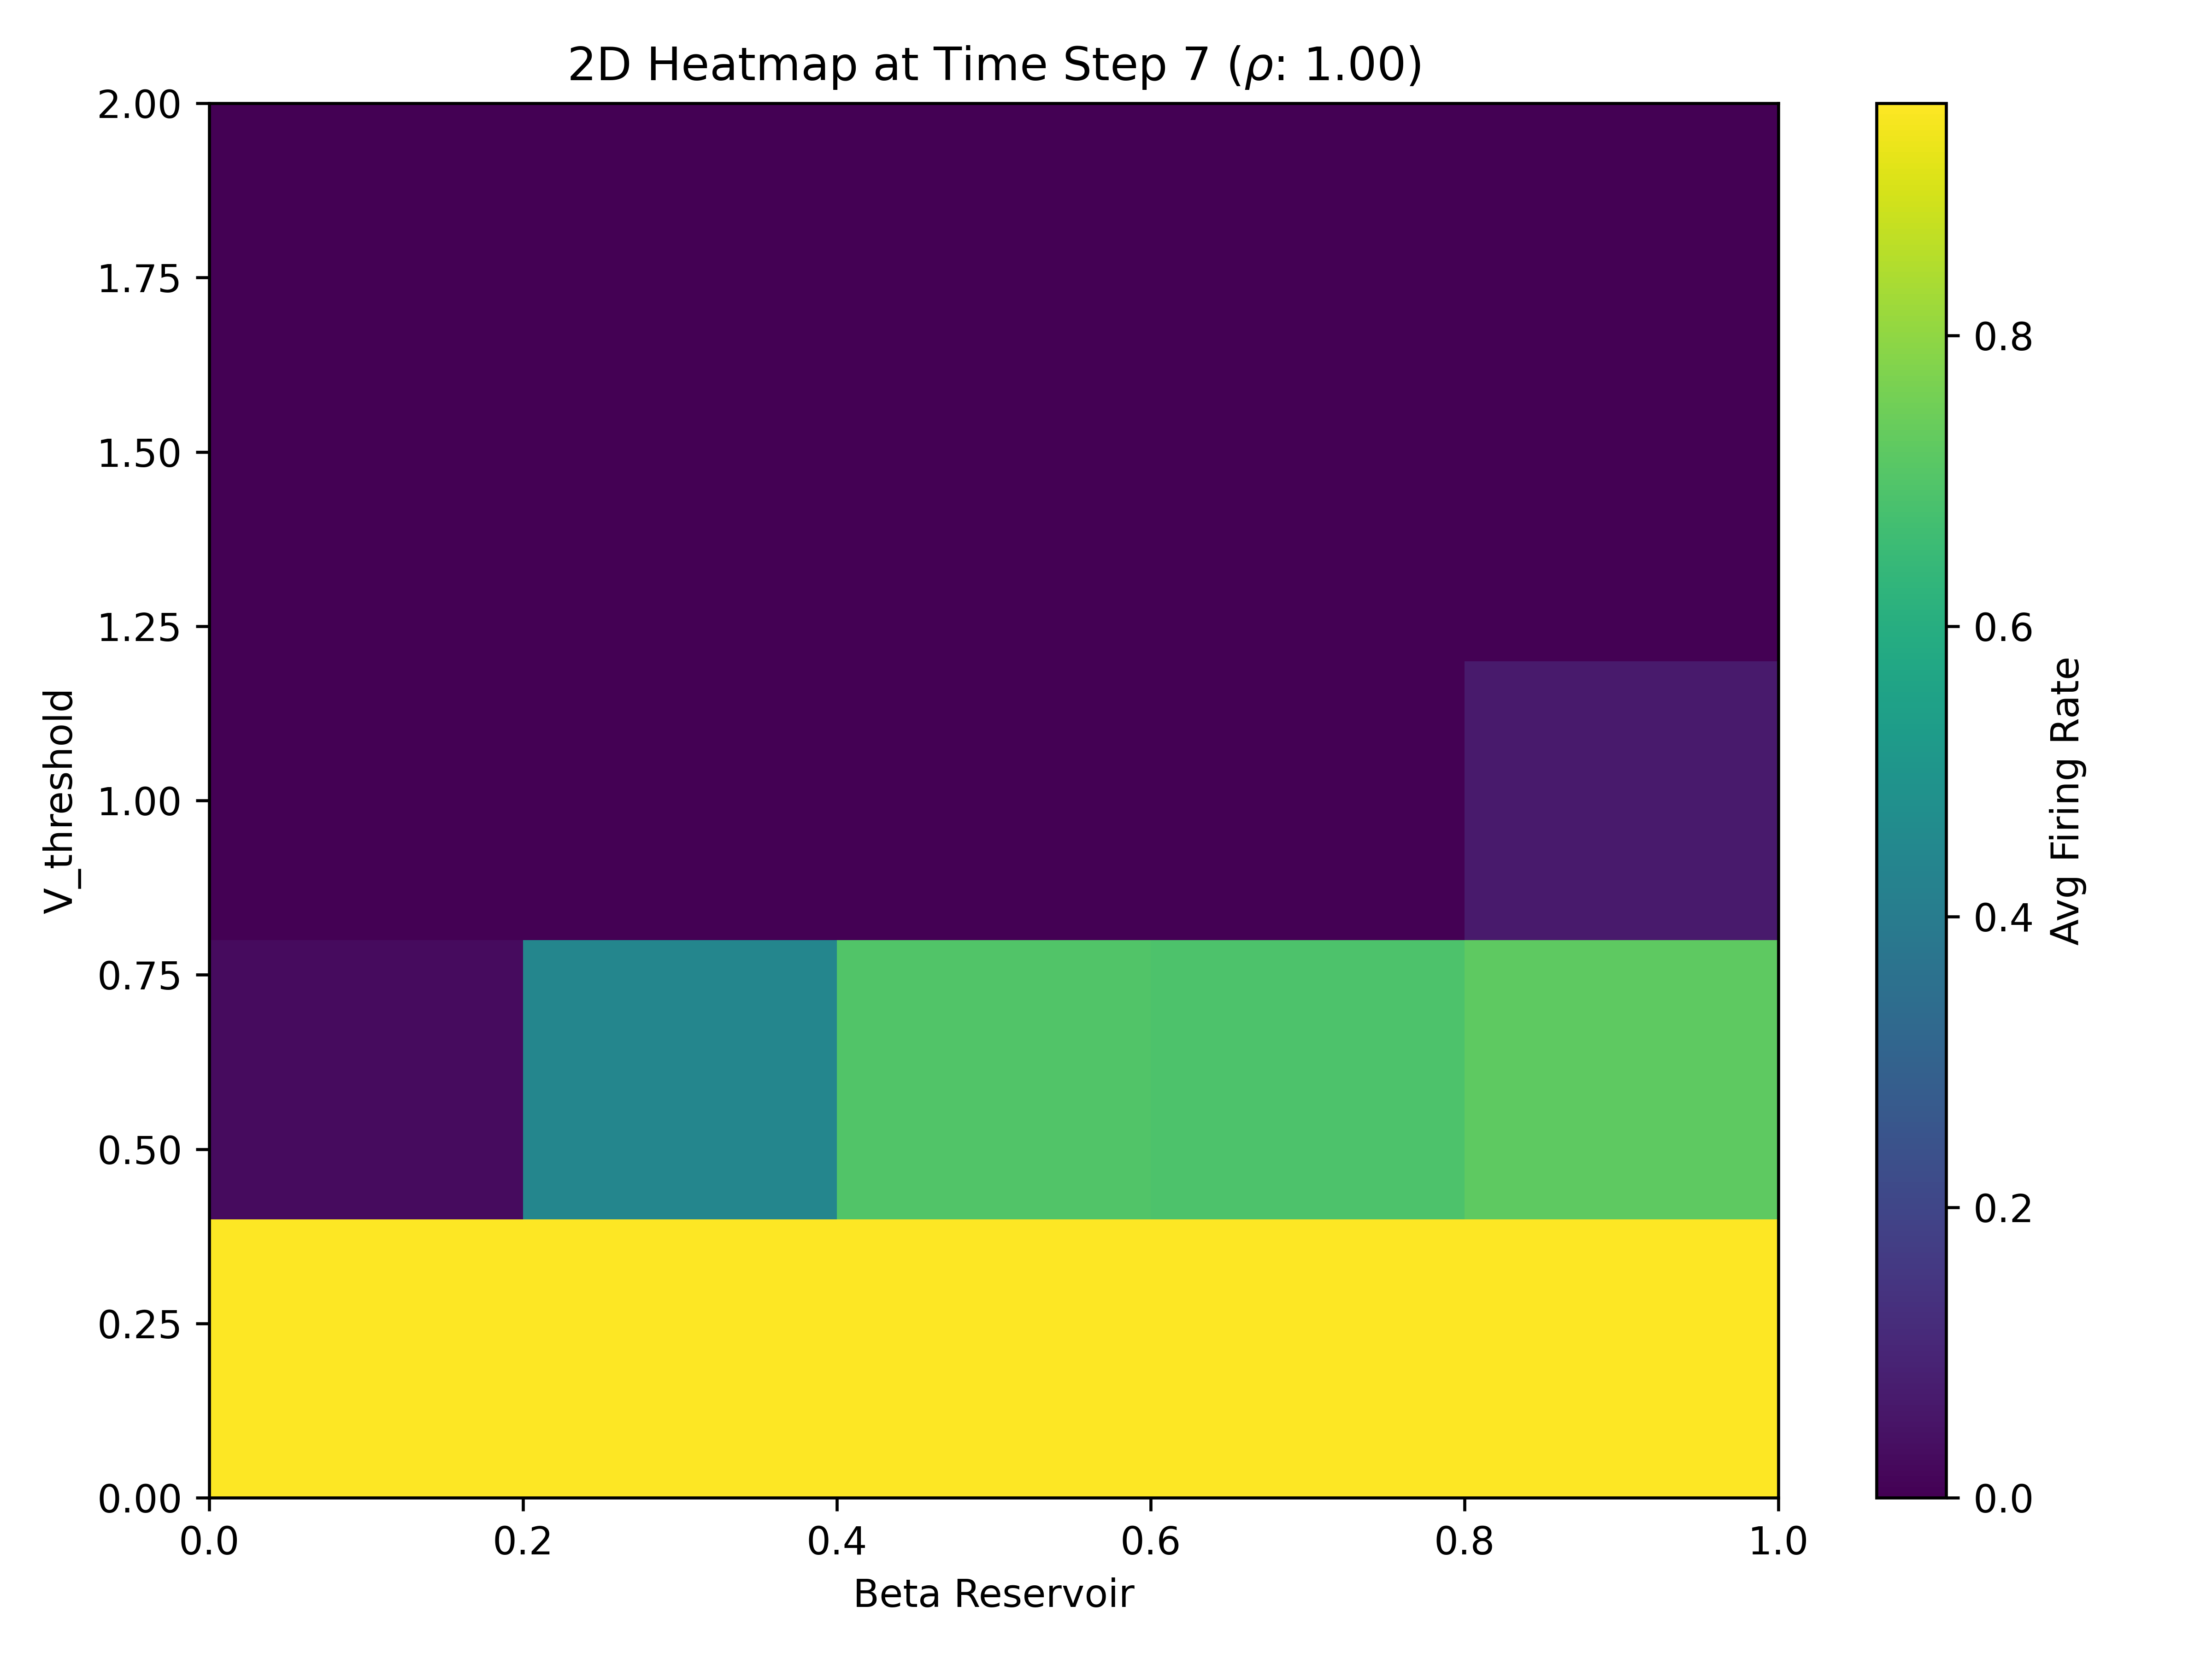 2D Heatmap at Time Step 7 (ρ: 1.00)
2.00
1.75
1.50
1.25
1.00
0.75
0.50
0.25
0.00
V_threshold
0.0 0.2 0.4 0.6 0.8 1.0
Beta Reservoir
0.8
0.6
0.4
0.2
0.0
Avg Firing Rate